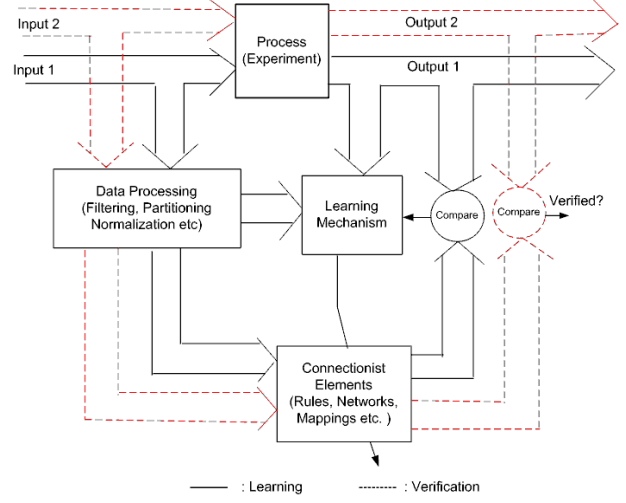 Input 2
Output 2
Process
(Experiment)
Input 1
Output 1
Data Processing
(Filtering, Partitioning
Normalization etc)
Learning
Mechanism
Compare
Compare
Verified?
Connectionist
Elements
(Rules, Networks,
Mappings etc. )
: Learning
: Verification